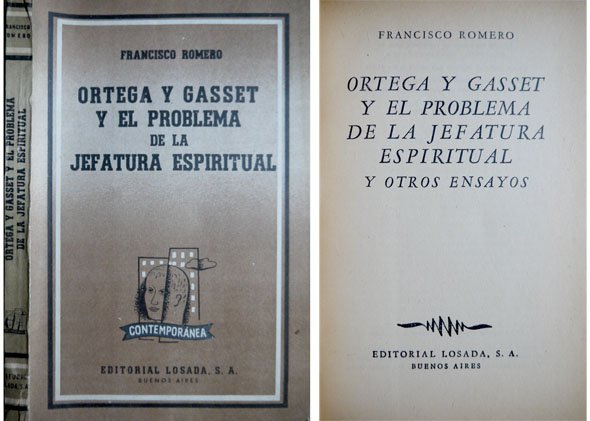 FRANCISCO
ROMERO
ORTEGA Y GASSET Y EL PROBLEMA
DE LA JEFATURA ESPIRITUAL
FRANCISCO ROMERO
ORTEGA Y GASSET
Y EL PROBLEMA
DE LA
JEFATURA ESPIRITUAL
CONTEMPORÁNEA
EDITORIAL LOSADA, S. A.
BUENOS AIRES
FRANCISCO ROMERO
ORTEGA Y GASSET
Y EL PROBLEMA
DE LA JEFATURA
ESPIRITUAL
Y OTROS ENSAYOS
EDITORIAL LOSADA, S. A.
BUENOS AIRES